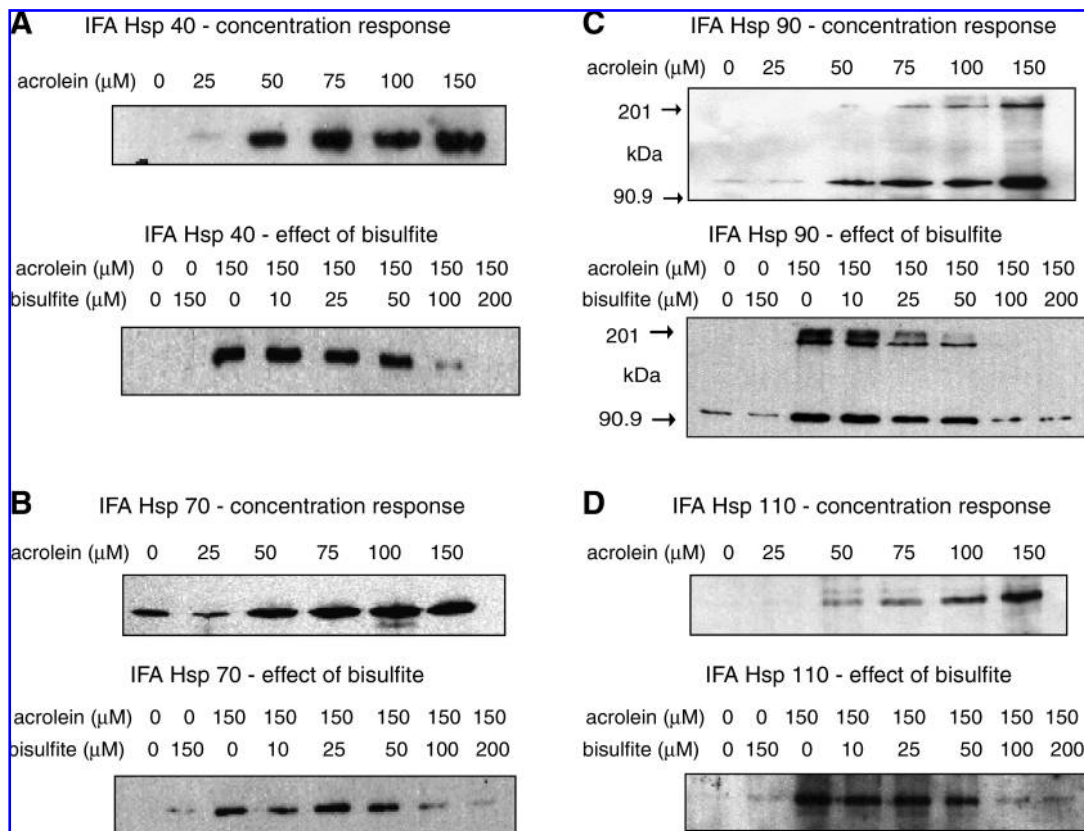 A
IFA Hsp 40 - concentration response
acrolein (μM) 0 25 50 75 100 150
IFA Hsp 40 - effect of bisulfite
acrolein (μM) 0 0 150 150 150 150 150 150
bisulfite (μM) 0 150 0 10 25 50 100 200
B
IFA Hsp 70 - concentration response
acrolein (μM) 0 25 50 75 100 150
IFA Hsp 70 - effect of bisulfite
acrolein (μM) 0 0 150 150 150 150 150 150
bisulfite (μM) 0 150 0 10 25 50 100 200
C
IFA Hsp 90 - concentration response
acrolein (μM) 0 25 50 75 100 150
201
kDa
90.9
IFA Hsp 90 - effect of bisulfite
acrolein (μM) 0 0 150 150 150 150 150 150
bisulfite (μM) 0 150 0 10 25 50 100 200
201
kDa
90.9
D
IFA Hsp 110 - concentration response
acrolein (μM) 0 25 50 75 100 150
IFA Hsp 110 - effect of bisulfite
acrolein (μM) 0 0 150 150 150 150 150 150
bisulfite (μM) 0 150 0 10 25 50 100 200